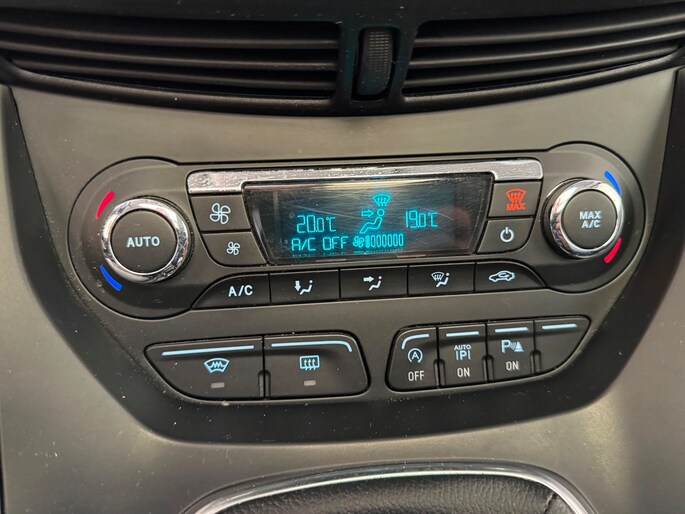 20.0°C 19.0°C
A/C OFF
MAX
AUTO
MAX
A/C
A/C
A
OFF
AUTO
P
ON
P
ON